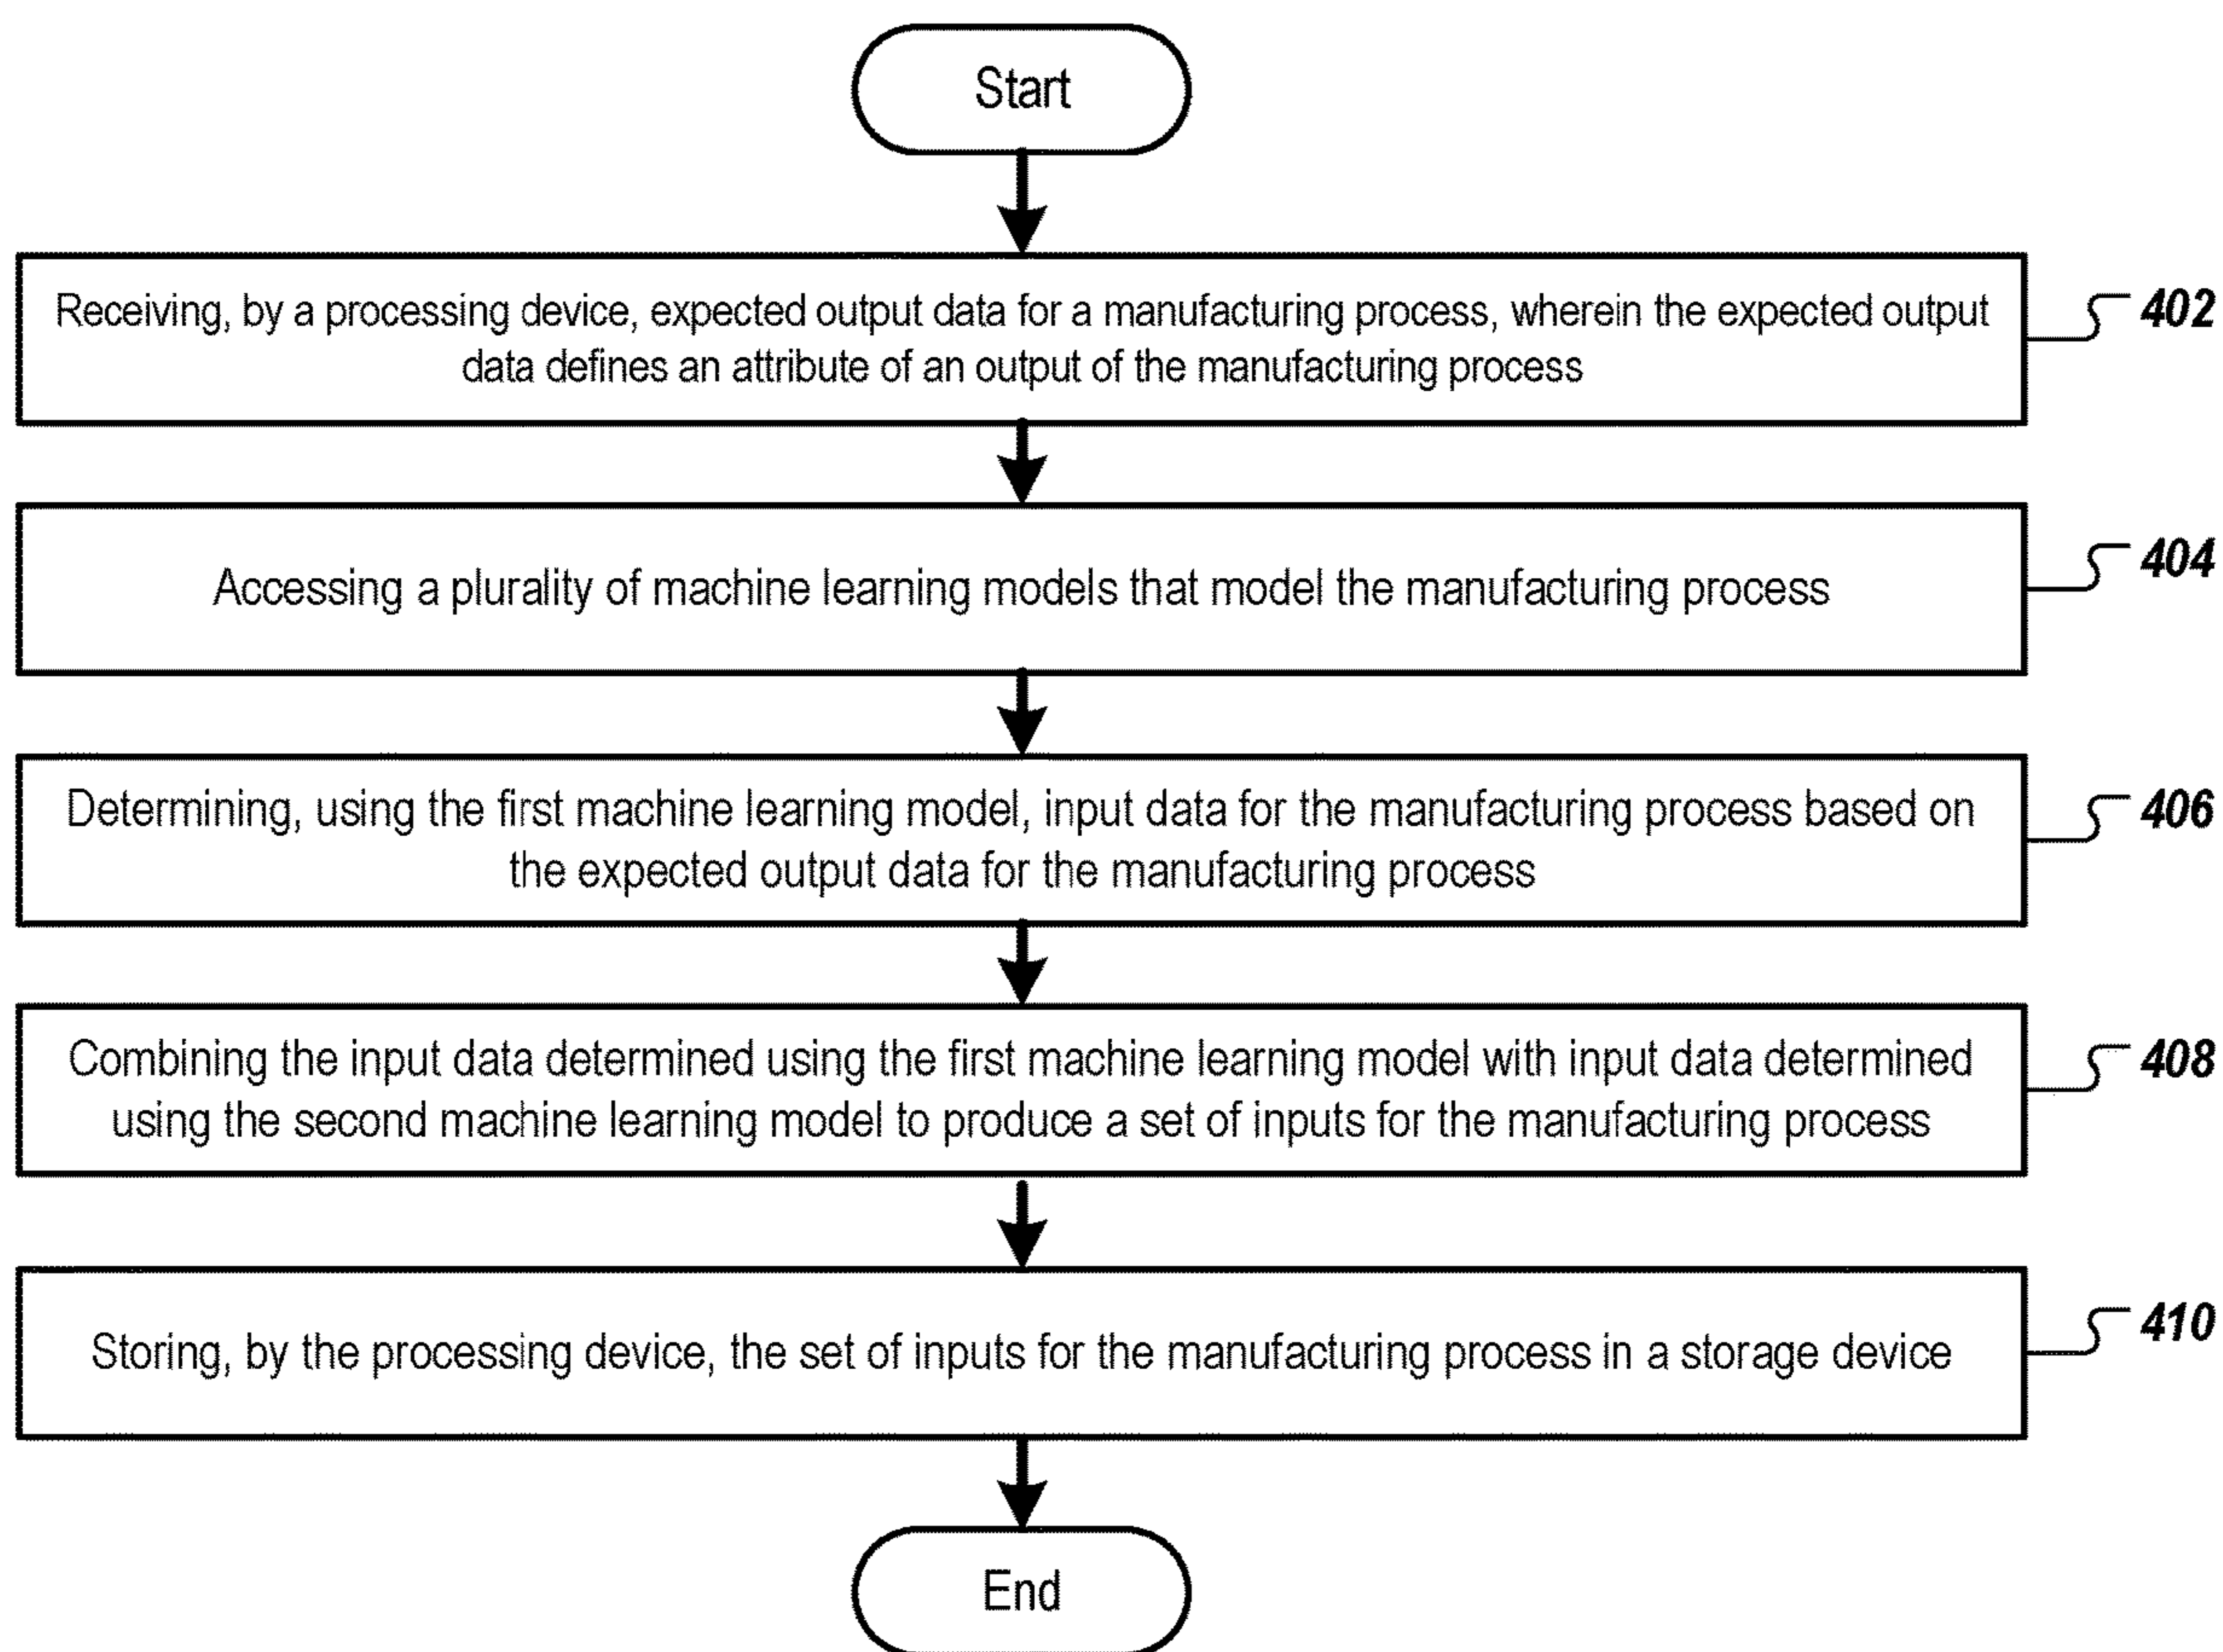 Start
Receiving, by a processing device, expected output data for a manufacturing process, wherein the expected output
data defines an attribute of an output of the manufacturing process
402
Accessing a plurality of machine learning models that model the manufacturing process
404
Determining, using the first machine learning model, input data for the manufacturing process based on
the expected output data for the manufacturing process
406
Combining the input data determined using the first machine learning model with input data determined
using the second machine learning model to produce a set of inputs for the manufacturing process
408
Storing, by the processing device, the set of inputs for the manufacturing process in a storage device
410
End